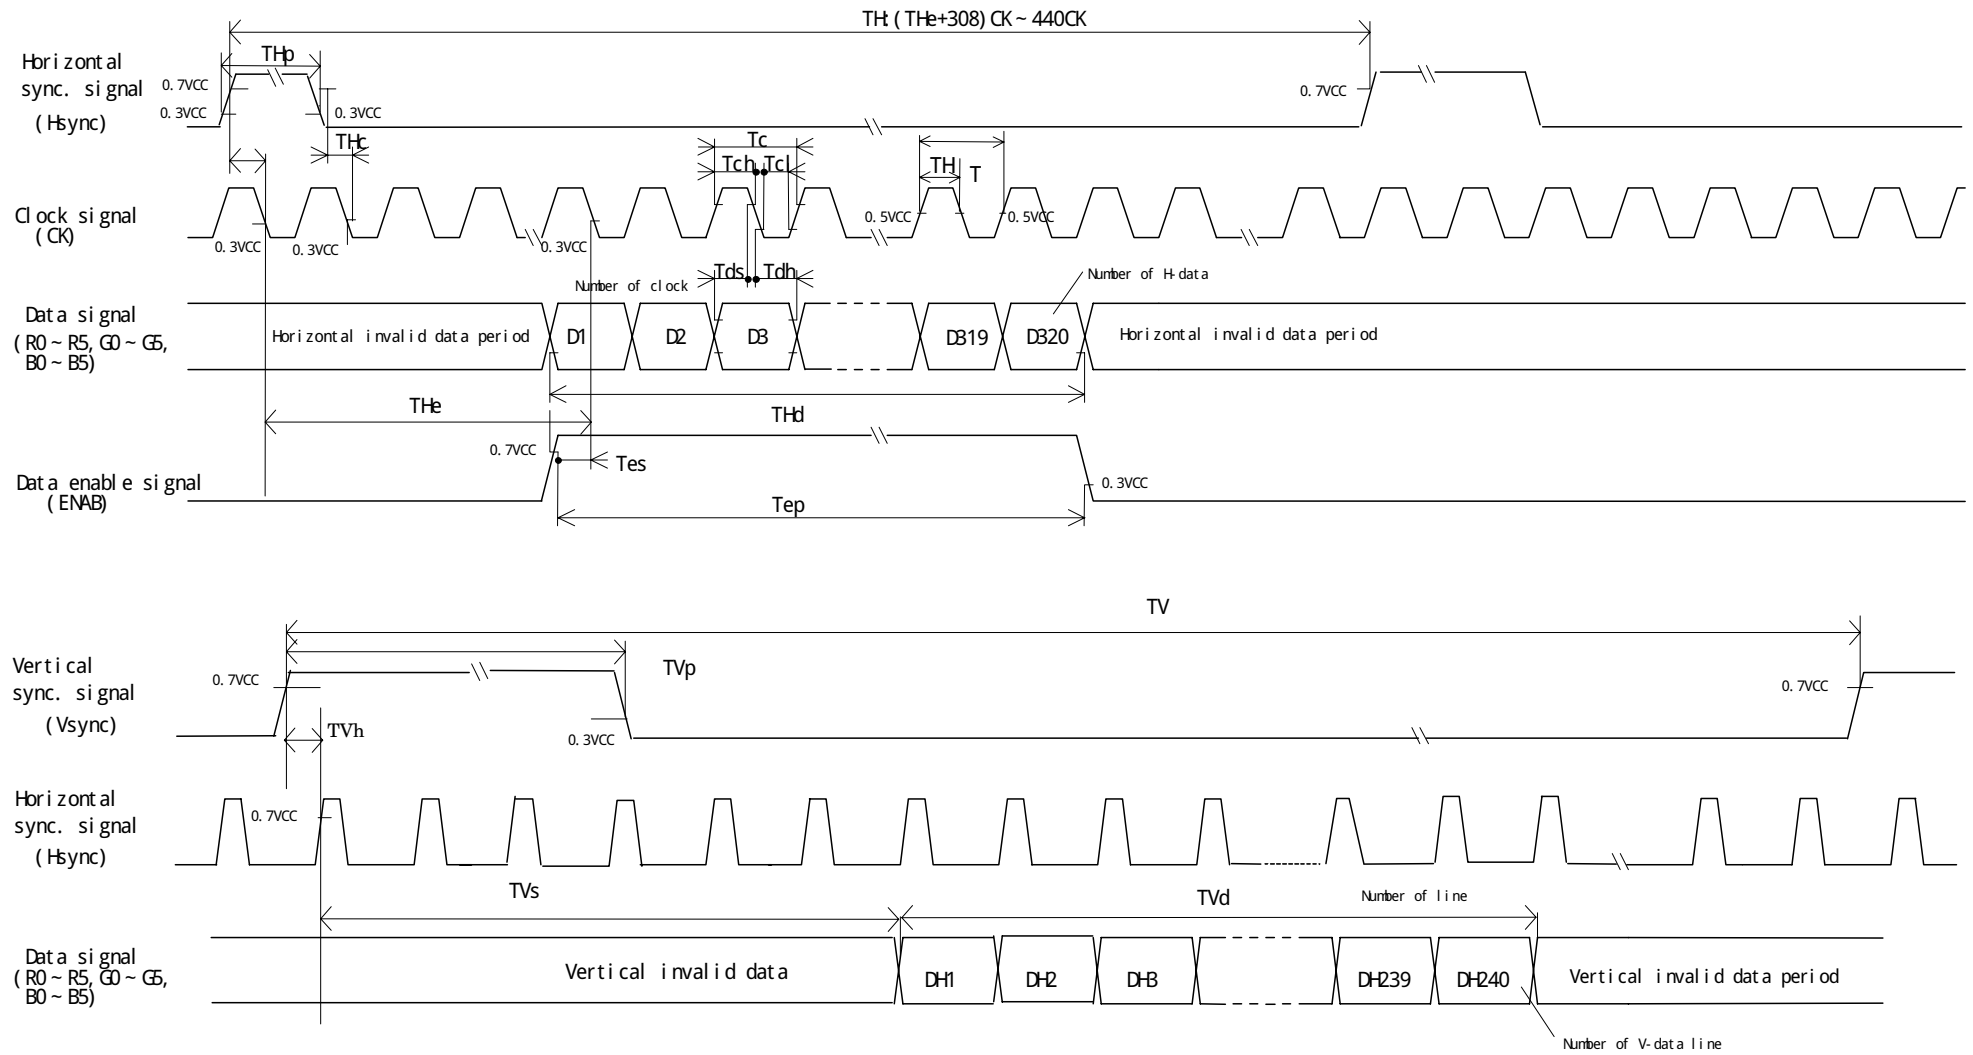 TH: (THe+308) CK ~ 440CK
THp
Horizontal
sync. signal
(Hsync)
0.7VCC
0.3VCC
0.3VCC
0.7VCC
THc
Tc
Tch
Tcl
TH
T
Clock signal
(CK)
0.3VCC
0.3VCC
0.3VCC
0.5VCC
0.5VCC
Tds
Tdh
Number of clock
Number of H-data
Data signal
(R0 ~ R5, G0 ~ G5,
B0 ~ B5)
Horizontal invalid data period
D1
D2
D3
D319
D320
Horizontal invalid data period
THe
THd
0.7VCC
Tes
Data enable signal
(ENAB)
0.3VCC
Tep
TV
Vertical
sync. signal
(Vsync)
0.7VCC
TVp
0.7VCC
TVh
0.3VCC
Horizontal
sync. signal
(Hsync)
0.7VCC
TVs
TVd
Number of line
Data signal
(R0 ~ R5, G0 ~ G5,
B0 ~ B5)
Vertical invalid data
DH1
DH2
DH3
DH239
DH240
Vertical invalid data period
Number of V-data line